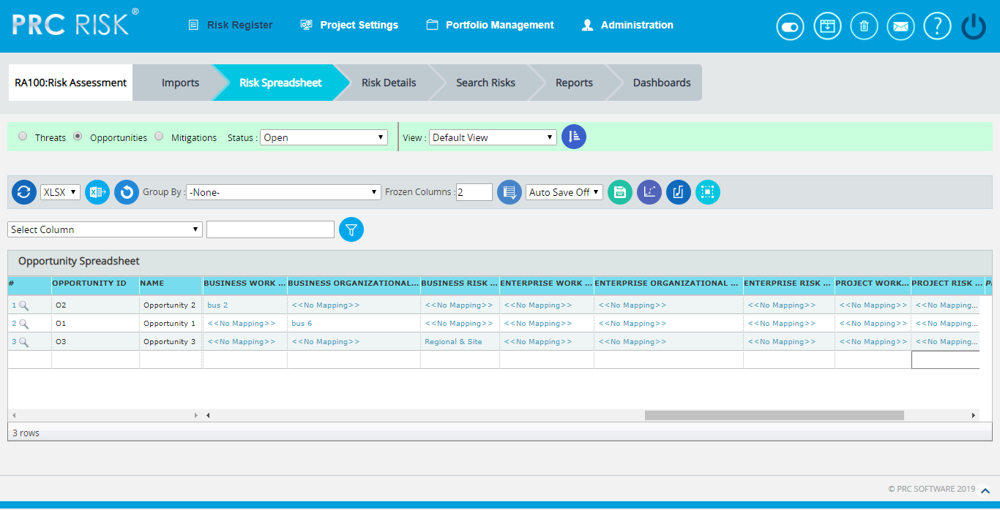 PRC RISK®
Risk Register Project Settings Portfolio Management Administration
?
RA100:Risk Assessment Imports Risk Spreadsheet Risk Details Search Risks Reports Dashboards
Threats Opportunities Mitigations Status : Open View : Default View
XLSX Group By : -None- Frozen Columns : 2 Auto Save Off
Select Column
Opportunity Spreadsheet
# OPPORTUNITY ID NAME BUSINESS WORK ... BUSINESS ORGANIZATIONAL... BUSINESS RISK ... ENTERPRISE WORK ... ENTERPRISE ORGANIZATIONAL ... ENTERPRISE RISK ... PROJECT WORK... PROJECT RISK ...
1 O2 Opportunity 2 bus 2 <<No Mapping>> <<No Mapping>> <<No Mapping>> <<No Mapping>> <<No Mapping>> <<No Mapping>> <<No Mapping...
2 O1 Opportunity 1 <<No Mapping>> bus 6 <<No Mapping>> <<No Mapping>> <<No Mapping>> <<No Mapping>> <<No Mapping>> <<No Mapping...
3 O3 Opportunity 3 <<No Mapping>> <<No Mapping>> Regional & Site <<No Mapping>> <<No Mapping>> <<No Mapping>> <<No Mapping>> <<No Mapping...
3 rows
© PRC SOFTWARE 2019